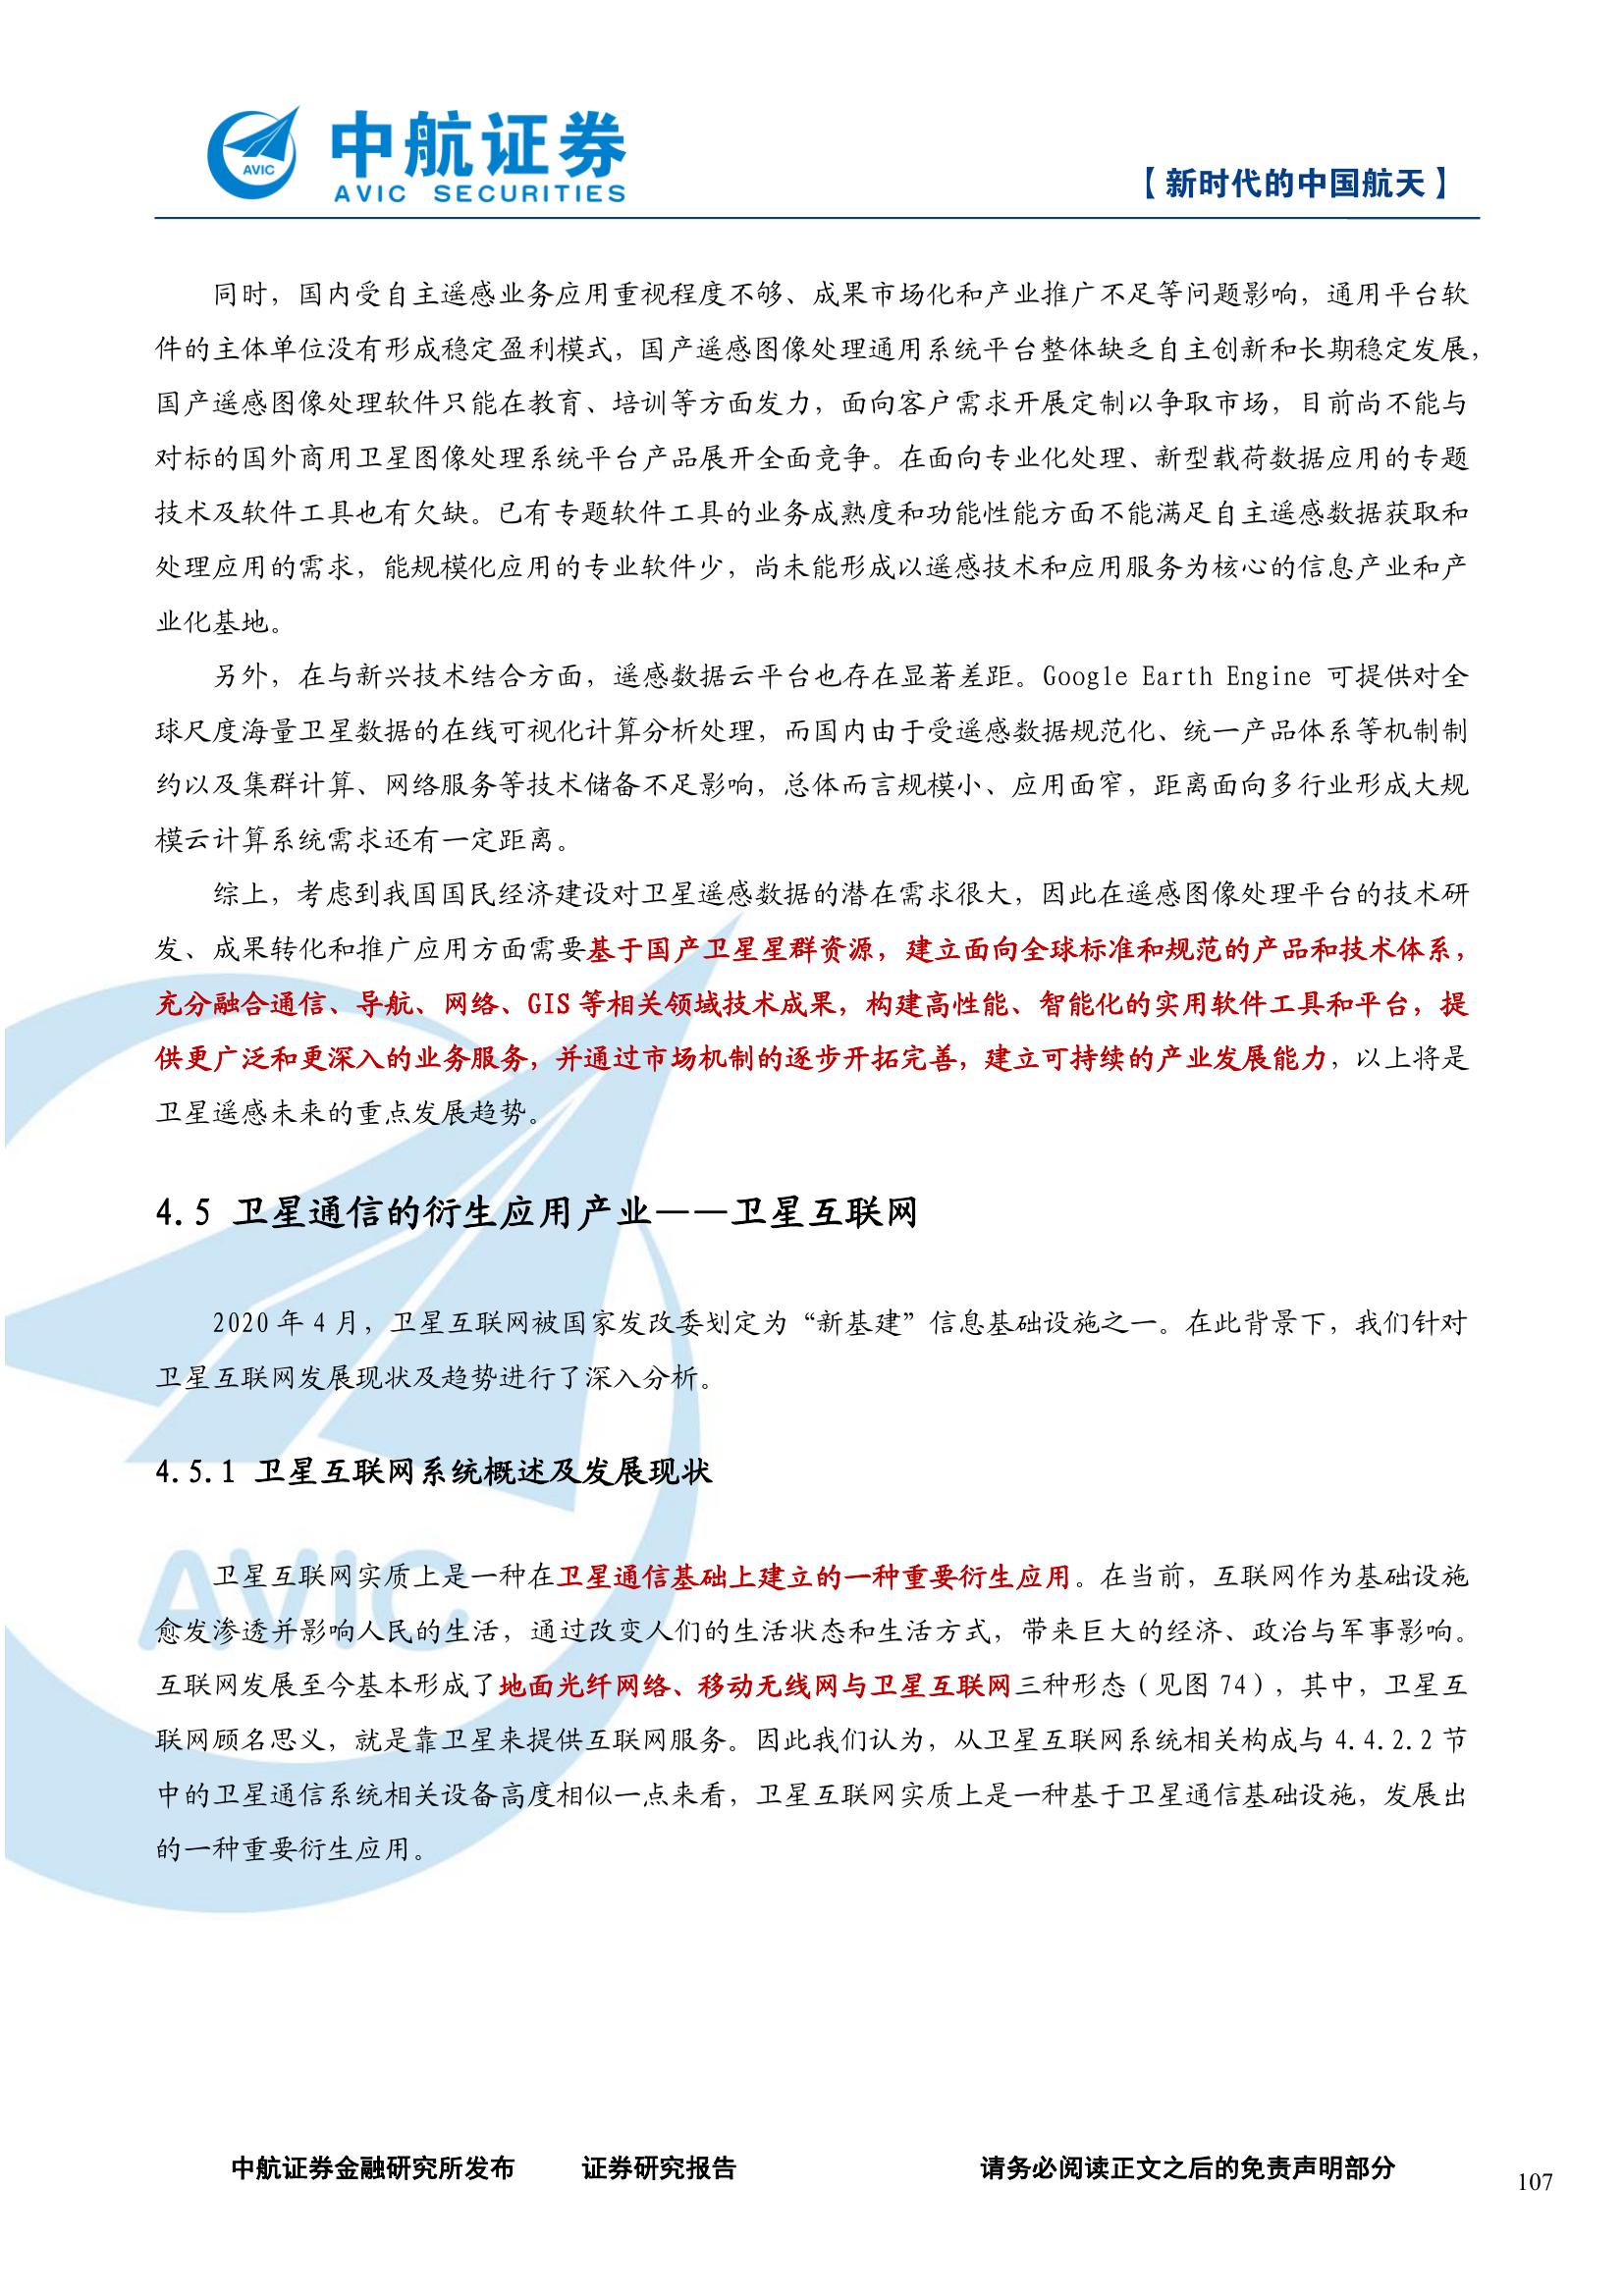 AVIC
中航证券
AVIC SECURITIES
【新时代的中国航天】
同时，国内受自主遥感业务应用重视程度不够、成果市场化和产业推广不足等问题影响，通用平台软
件的主体单位没有形成稳定盈利模式，国产遥感图像处理通用系统平台整体缺乏自主创新和长期稳定发展，
国产遥感图像处理软件只能在教育、培训等方面发力，面向客户需求开展定制以争取市场，目前尚不能与
对标的国外商用卫星图像处理系统平台产品展开全面竞争。在面向专业化处理、新型载荷数据应用的专题
技术及软件工具也有欠缺。已有专题软件工具的业务成熟度和功能性能方面不能满足自主遥感数据获取和
处理应用的需求，能规模化应用的专业软件少，尚未能形成以遥感技术和应用服务为核心的信息产业和产
业化基地。
另外，在与新兴技术结合方面，遥感数据云平台也存在显著差距。Google Earth Engine 可提供对全
球尺度海量卫星数据的在线可视化计算分析处理，而国内由于受遥感数据规范化、统一产品体系等机制制
约以及集群计算、网络服务等技术储备不足影响，总体而言规模小、应用面窄，距离面向多行业形成大规
模云计算系统需求还有一定距离。
综上，考虑到我国国民经济建设对卫星遥感数据的潜在需求很大，因此在遥感图像处理平台的技术研
发、成果转化和推广应用方面需要基于国产卫星星群资源，建立面向全球标准和规范的产品和技术体系，
充分融合通信、导航、网络、GIS 等相关领域技术成果，构建高性能、智能化的实用软件工具和平台，提
供更广泛和更深入的业务服务，并通过市场机制的逐步开拓完善，建立可持续的产业发展能力，以上将是
卫星遥感未来的重点发展趋势。
4.5 卫星通信的衍生应用产业——卫星互联网
2020 年 4 月，卫星互联网被国家发改委划定为“新基建”信息基础设施之一。在此背景下，我们针对
卫星互联网发展现状及趋势进行了深入分析。
4.5.1 卫星互联网系统概述及发展现状
AVIC
卫星互联网实质上是一种在卫星通信基础上建立的一种重要衍生应用。在当前，互联网作为基础设施
愈发渗透并影响人民的生活，通过改变人们的生活状态和生活方式，带来巨大的经济、政治与军事影响。
互联网发展至今基本形成了地面光纤网络、移动无线网与卫星互联网三种形态（见图 74），其中，卫星互
联网顾名思义，就是靠卫星来提供互联网服务。因此我们认为，从卫星互联网系统相关构成与 4.4.2.2 节
中的卫星通信系统相关设备高度相似一点来看，卫星互联网实质上是一种基于卫星通信基础设施，发展出
的一种重要衍生应用。
中航证券金融研究所发布 证券研究报告 请务必阅读正文之后的免责声明部分
107